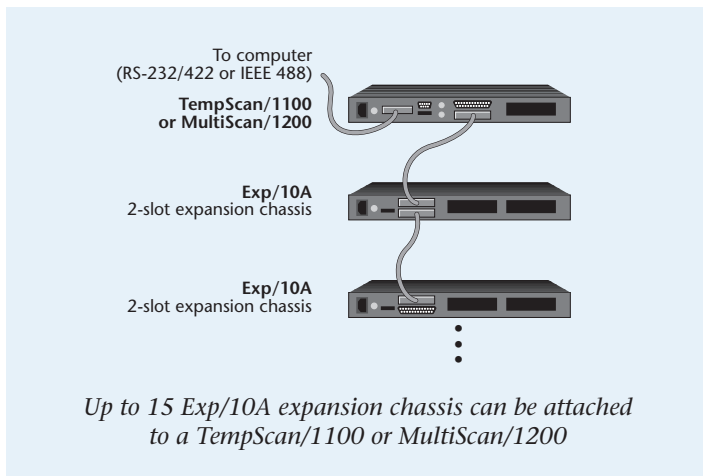 To computer
(RS-232/422 or IEEE 488)
TempScan/1100
or MultiScan/1200
Exp/10A
2-slot expansion chassis
Exp/10A
2-slot expansion chassis
Up to 15 Exp/10A expansion chassis can be attached
to a TempScan/1100 or MultiScan/1200